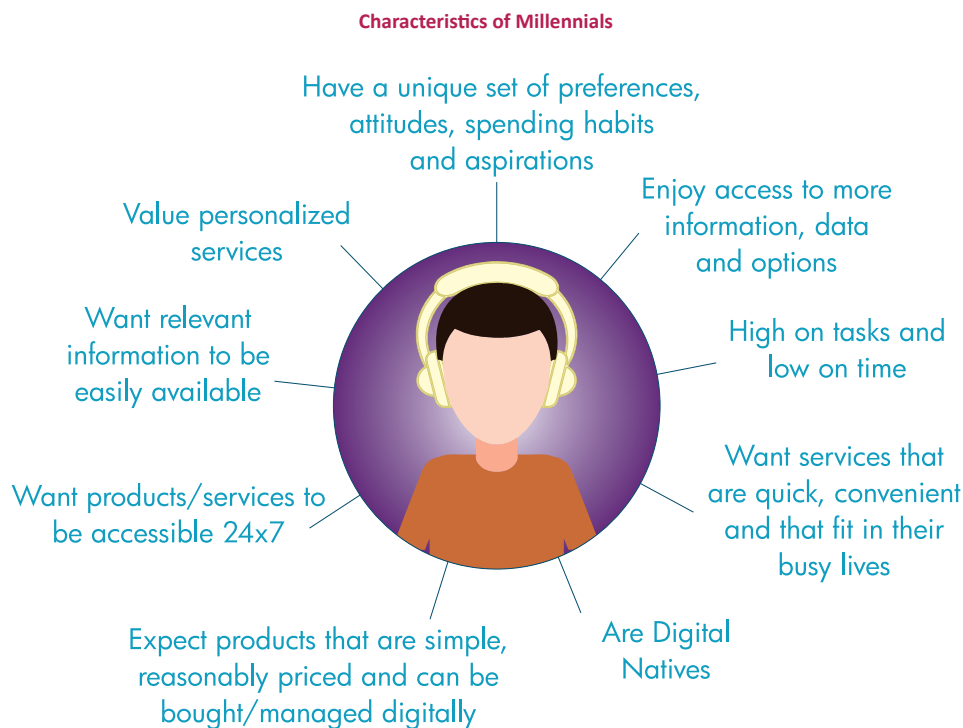 Characteristics of Millennials
Have a unique set of preferences,
attitudes, spending habits
and aspirations
Enjoy access to more
information, data
and options
High on tasks and
low on time
Want services that
are quick, convenient
and that fit in their
busy lives
Are Digital
Natives
Expect products that are simple,
reasonably priced and can be
bought/managed digitally
Want products/services to
be accessible 24x7
Want relevant
information to be
easily available
Value personalized
services